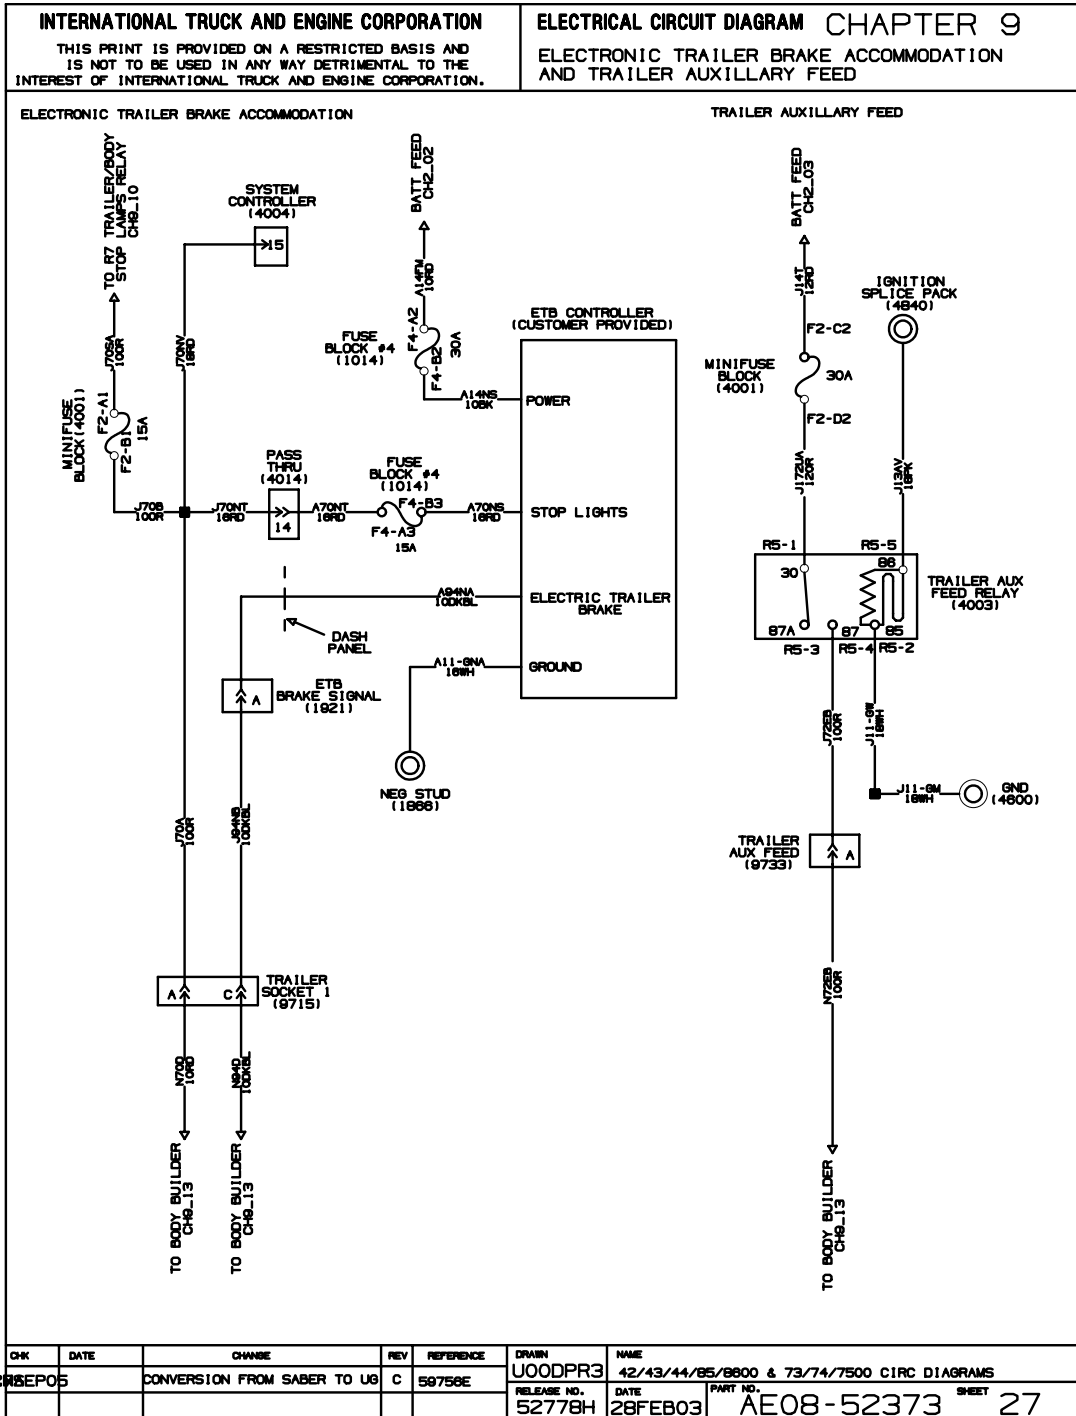 INTERNATIONAL TRUCK AND ENGINE CORPORATION
THIS PRINT IS PROVIDED ON A RESTRICTED BASIS AND
IS NOT TO BE USED IN ANY WAY DETRIMENTAL TO THE
INTEREST OF INTERNATIONAL TRUCK AND ENGINE CORPORATION.
ELECTRICAL CIRCUIT DIAGRAM CHAPTER 9
ELECTRONIC TRAILER BRAKE ACCOMMODATION
AND TRAILER AUXILLARY FEED
ELECTRONIC TRAILER BRAKE ACCOMMODATION
TO R7 TRAILER/BODY
STOP LAMPS RELAY
CH9_10
J70SA
10OR
MINIFUSE
BLOCK(4001)
F2-A1
F2-B1
15A
J70B
10OR
J70NV
18RD
SYSTEM
CONTROLLER
(4004)
15
BATT FEED
CH2_02
A14FM
10RD
FUSE
BLOCK #4
(1014)
F4-A2
F4-B2
30A
A14NS
10BK
ETB CONTROLLER
(CUSTOMER PROVIDED)
POWER
J70NT
16RD
PASS
THRU
(4014)
14
A70NT
16RD
FUSE
BLOCK #4
(1014)
F4-B3
F4-A3
15A
A70NS
16RD
STOP LIGHTS
A94NA
10DKBL
ELECTRIC TRAILER
BRAKE
DASH
PANEL
A11-GNA
16WH
GROUND
ETB
BRAKE SIGNAL
(1921)
A
NEG STUD
(1866)
J70A
10OR
J94NB
10DKBL
TRAILER
SOCKET 1
(9715)
A
C
N70D
10RD
N94D
10DKBL
TO BODY BUILDER
CH9_13
TO BODY BUILDER
CH9_13
TRAILER AUXILLARY FEED
BATT FEED
CH2_03
J14T
12RD
F2-C2
MINIFUSE
BLOCK
(4001)
30A
F2-D2
J172UA
12OR
IGNITION
SPLICE PACK
(4840)
J13AV
18PK
R5-1
R5-5
30
86
87A
87
85
R5-3
R5-4
R5-2
TRAILER AUX
FEED RELAY
(4003)
J72EB
10OR
J11-GW
18WH
J11-GM
18WH
GND
(4600)
TRAILER
AUX FEED
(9733)
A
N72EB
10OR
TO BODY BUILDER
CH9_13
CHK
DATE
CHANGE
REV
REFERENCE
SEP05
CONVERSION FROM SABER TO UG
C
59756E
DRAWN
U00DPR3
NAME
42/43/44/85/8600 & 73/74/7500 CIRC DIAGRAMS
RELEASE NO.
52778H
DATE
28FEB03
PART NO.
AE08-52373
SHEET
27